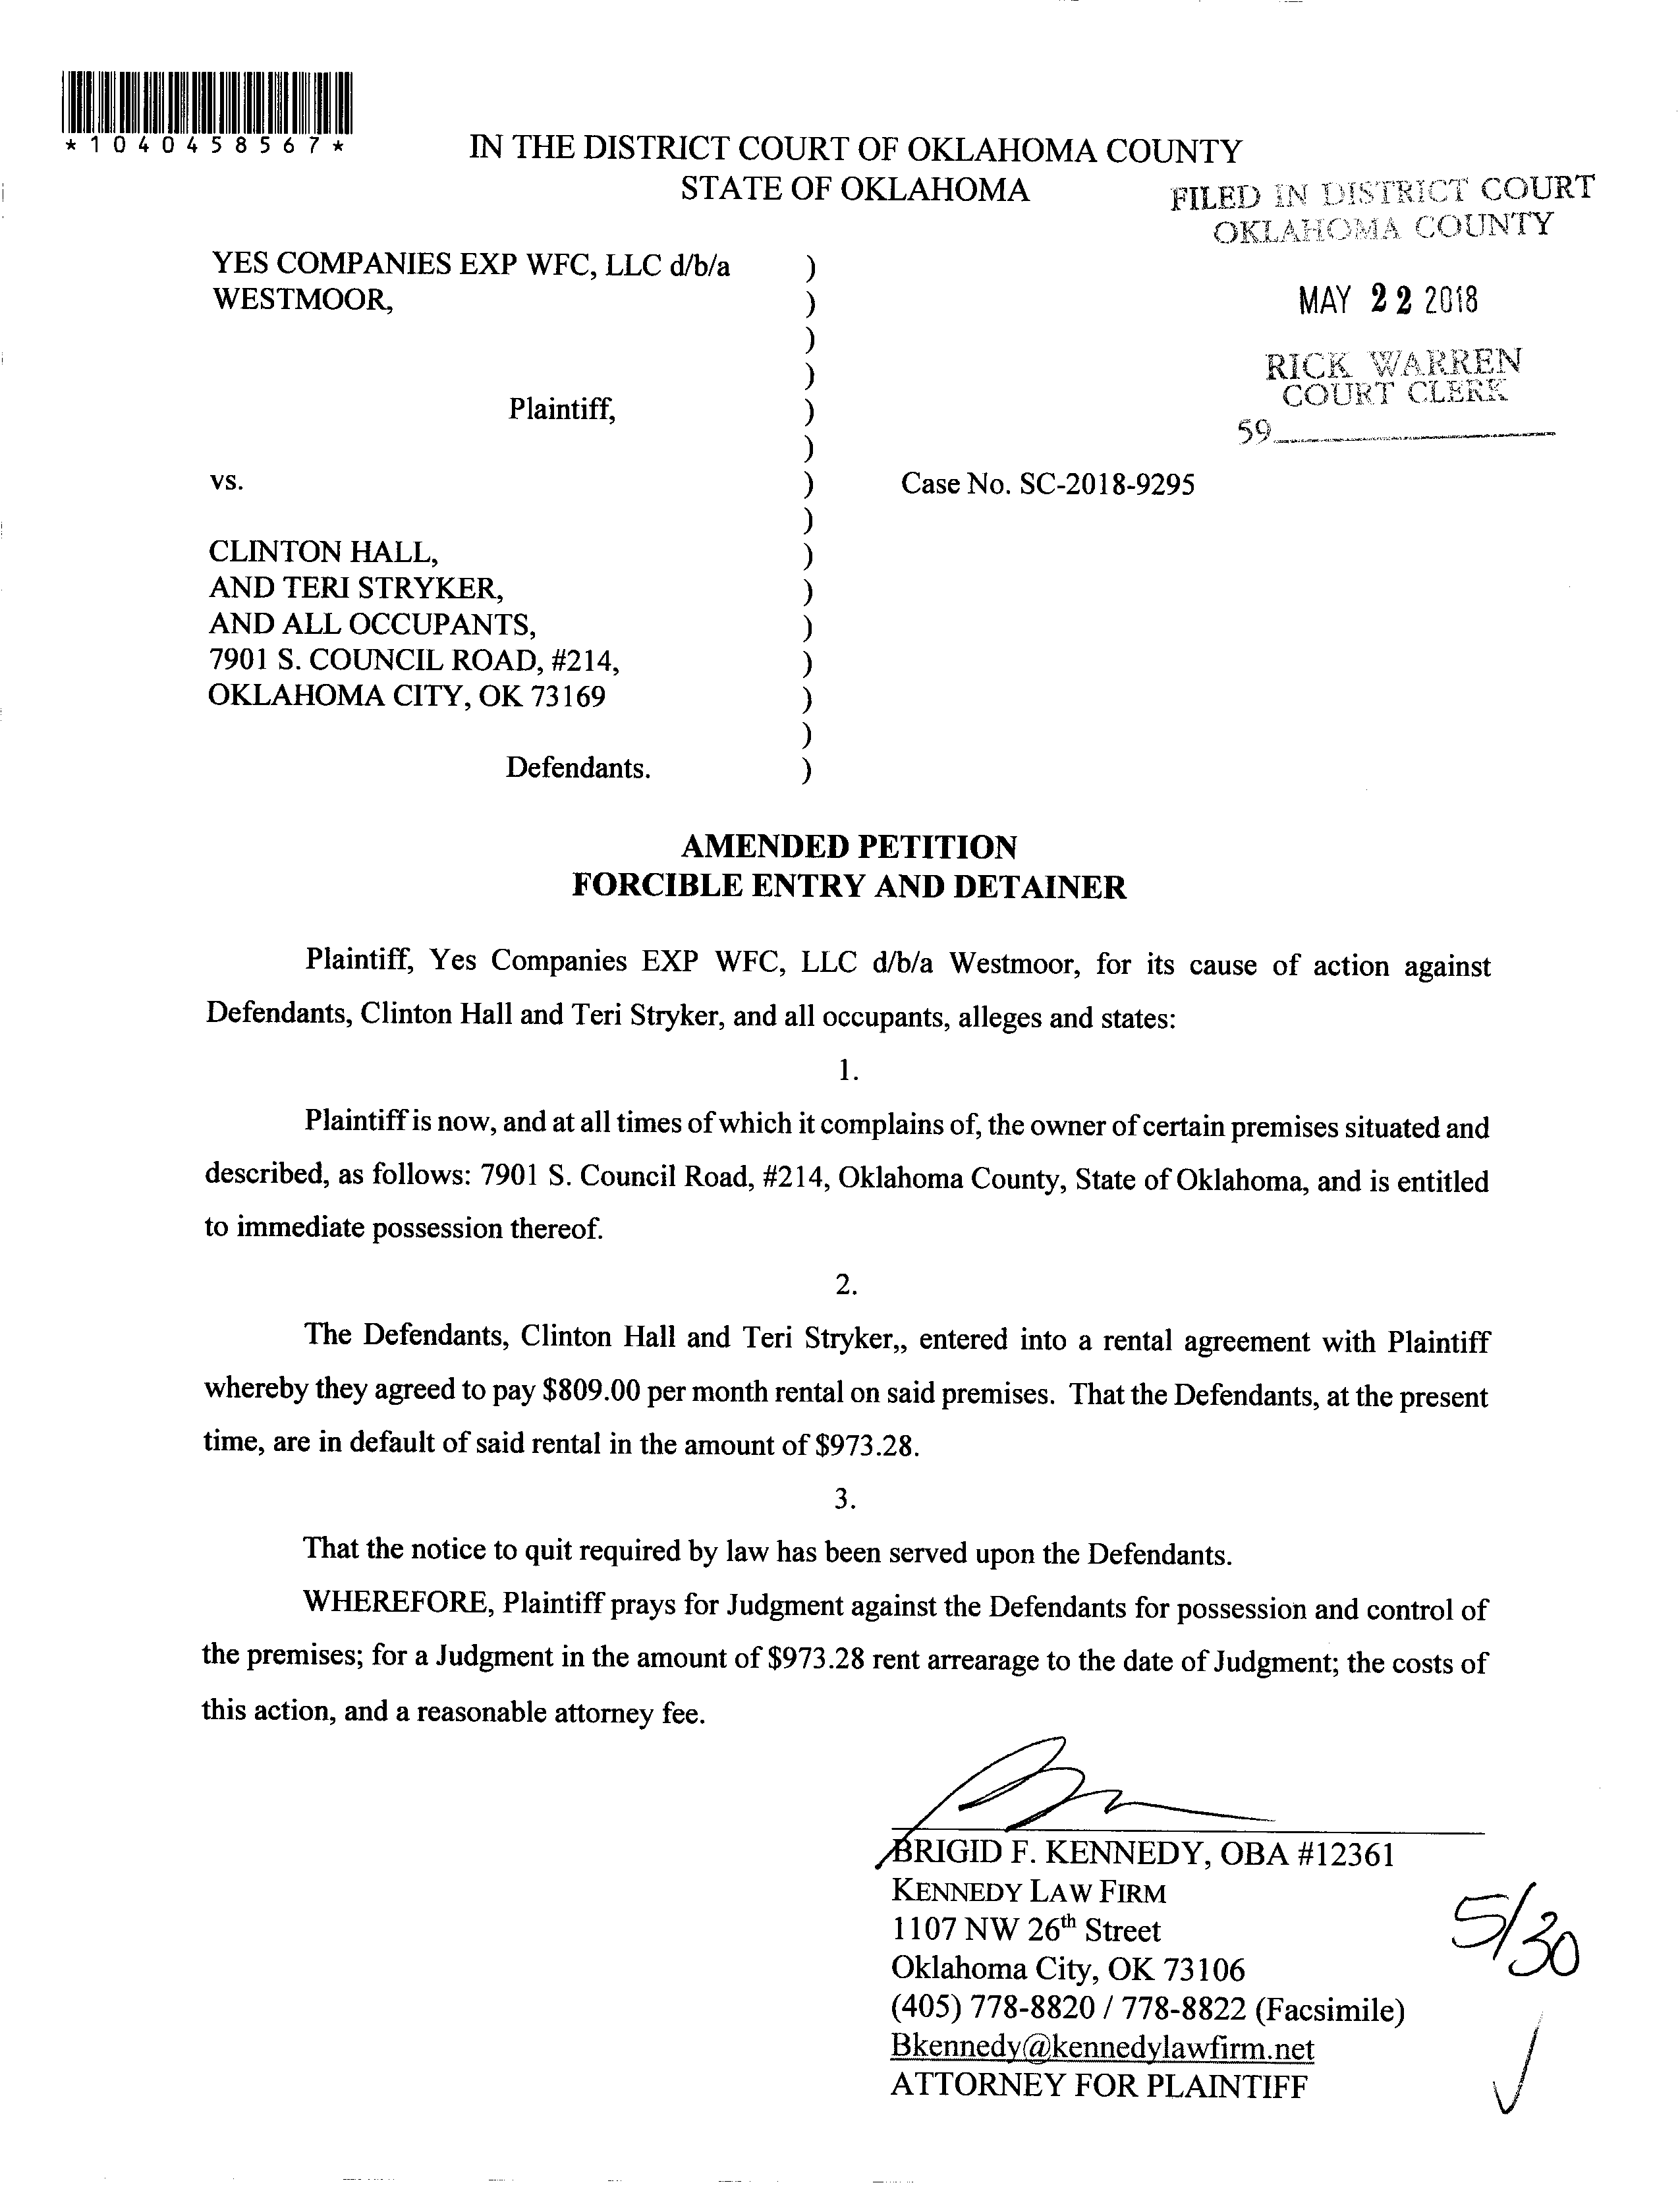 *1040458567*
IN THE DISTRICT COURT OF OKLAHOMA COUNTY
STATE OF OKLAHOMA
FILED IN DISTRICT COURT
OKLAHOMA COUNTY
MAY 22 2018
RICK WARREN
COURT CLERK
59
YES COMPANIES EXP WFC, LLC d/b/a )
WESTMOOR, )
)
)
Plaintiff, )
)
vs. ) Case No. SC-2018-9295
)
CLINTON HALL, )
AND TERI STRYKER, )
AND ALL OCCUPANTS, )
7901 S. COUNCIL ROAD, #214, )
OKLAHOMA CITY, OK 73169 )
)
Defendants. )
AMENDED PETITION
FORCIBLE ENTRY AND DETAINER
Plaintiff, Yes Companies EXP WFC, LLC d/b/a Westmoor, for its cause of action against
Defendants, Clinton Hall and Teri Stryker, and all occupants, alleges and states:
1.
Plaintiff is now, and at all times of which it complains of, the owner of certain premises situated and
described, as follows: 7901 S. Council Road, #214, Oklahoma County, State of Oklahoma, and is entitled
to immediate possession thereof.
2.
The Defendants, Clinton Hall and Teri Stryker,, entered into a rental agreement with Plaintiff
whereby they agreed to pay $809.00 per month rental on said premises. That the Defendants, at the present
time, are in default of said rental in the amount of $973.28.
3.
That the notice to quit required by law has been served upon the Defendants.
WHEREFORE, Plaintiff prays for Judgment against the Defendants for possession and control of
the premises; for a Judgment in the amount of $973.28 rent arrearage to the date of Judgment; the costs of
this action, and a reasonable attorney fee.
BRIGID F. KENNEDY, OBA #12361
KENNEDY LAW FIRM
1107 NW 26th Street
Oklahoma City, OK 73106
(405) 778-8820 / 778-8822 (Facsimile)
Bkennedy@kennedylawfirm.net
ATTORNEY FOR PLAINTIFF
5/30